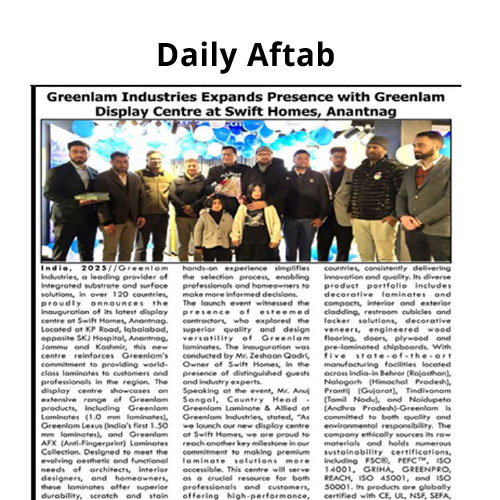 Daily Aftab
Greenlam Industries Expands Presence with Greenlam
Display Centre at Swift Homes, Anantnag
India, 2025//Greenlam
Industries, a leading provider of
integrated substrate and surface
solutions, in over 120 countries,
proudly announces the
inauguration of its latest display
centre at Swift Homes, Anantnag.
Located at KP Road, Iqbalabad,
opposite SKJ Hospital, Anantnag,
Jammu and Kashmir, this new
centre reinforces Greenlam's
commitment to providing world-
class laminates to customers and
professionals in the region. The
display centre showcases an
extensive range of Greenlam
products, including Greenlam
Laminates (1.0 mm laminates),
Greenlam Lexus (India's first 1.50
mm laminates), and Greenlam
AFX (Anti-Fingerprint) Laminates
Collection. Designed to meet the
evolving aesthetic and functional
needs of architects, interior
designers, and homeowners,
these laminates offer superior
durability, scratch and stain
hands-on experience simplifies
the selection process, enabling
professionals and homeowners to
make more informed decisions.
The launch event witnessed the
presence of esteemed
contractors, who explored the
superior quality and design
versatility of Greenlam
laminates. The inauguration was
conducted by Mr. Zeshaan Qadri,
Owner of Swift Homes, in the
presence of distinguished guests
and industry experts.
Speaking at the event, Mr. Anuj
Sangal, Country Head -
Greenlam Laminate & Allied at
Greenlam Industries, stated, "As
we launch our new display centre
at Swift Homes, we are proud to
reach another key milestone in our
commitment to making premium
laminate solutions more
accessible. This centre will serve
as a crucial resource for both
professionals and customers,
offering high-performance,
countries, consistently delivering
innovation and quality. Its diverse
product portfolio includes
decorative laminates and
compacts, interior and exterior
cladding, restroom cubicles and
locker solutions, decorative
veneers, engineered wood
flooring, doors, plywood and
pre-laminated chipboards. With
five state-of-the-art
manufacturing facilities located
across India-in Behror (Rajasthan),
Nalagarh (Himachal Pradesh),
Prantij (Gujarat), Tindivanam
(Tamil Nadu), and Naidupeta
(Andhra Pradesh)-Greenlam is
committed to both quality and
environmental responsibility. The
company ethically sources its raw
materials and holds numerous
sustainability certifications,
including FSC®, PEFC™, ISO
14001, GRIHA, GREENPRO,
REACH, ISO 45001, and ISO
50001. Its products are globally
certified with CE, UL, NSF, SEFA,